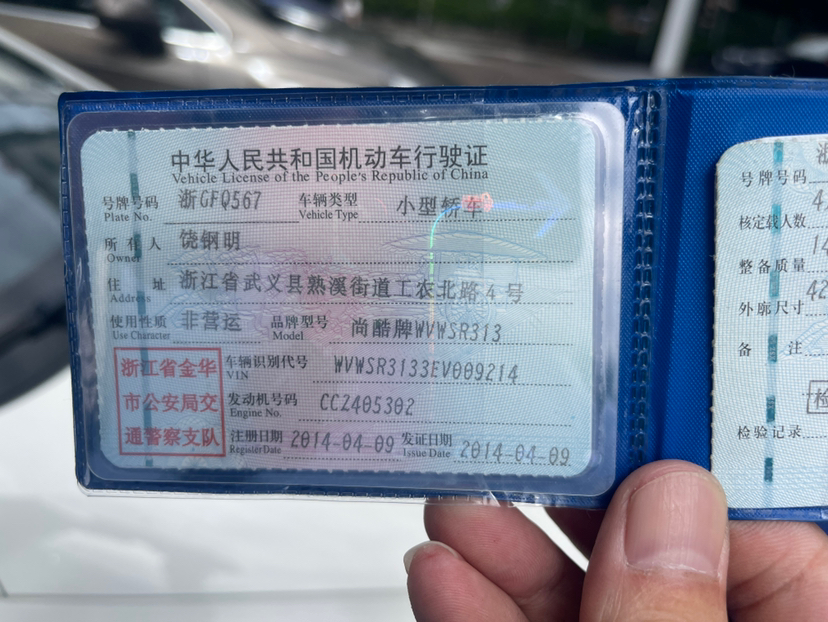 中华人民共和国机动车行驶证
Vehicle License of the People's Republic of China
号牌号码 浙GFQ567 车辆类型 小型轿车
Plate No. Vehicle Type
所有人 饶钢明
Owner
住址 浙江省武义县熟溪街道工农北路4号
Address
使用性质 非营运 品牌型号 尚酷牌WVWSR313
Use Character Model
浙江省金华
市公安局交
通警察支队
车辆识别代号 WVWSR3133EV009214
VIN
发动机号码 CC2405302
Engine No.
注册日期 2014-04-09 发证日期 2014-04-09
Register Date Issue Date
号牌号码 浙
核定载人数 4
整备质量 14
外廓尺寸 42
备注
检
检验记录